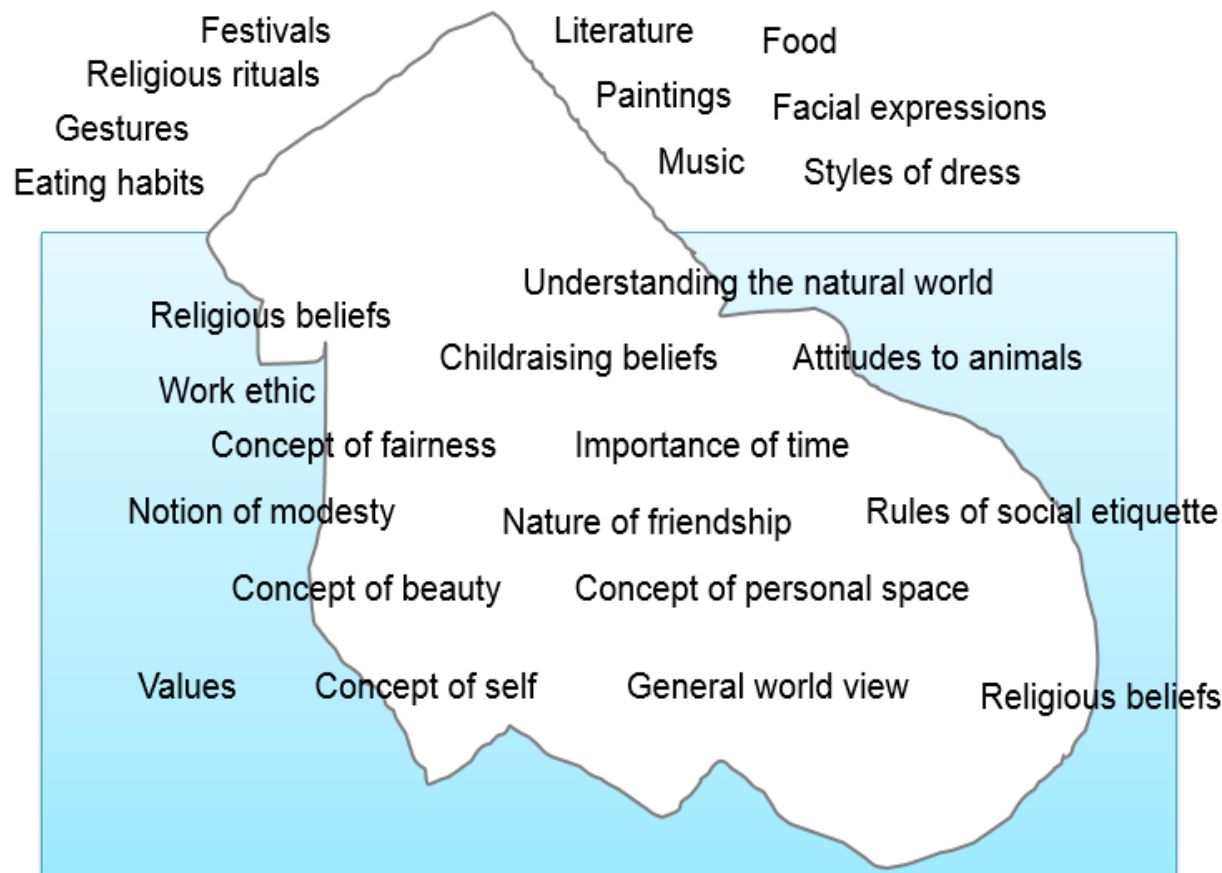 Festivals
Literature
Food
Religious rituals
Paintings
Facial expressions
Gestures
Music
Styles of dress
Eating habits
Understanding the natural world
Religious beliefs
Childraising beliefs
Attitudes to animals
Work ethic
Concept of fairness
Importance of time
Notion of modesty
Nature of friendship
Rules of social etiquette
Concept of beauty
Concept of personal space
Values
Concept of self
General world view
Religious beliefs